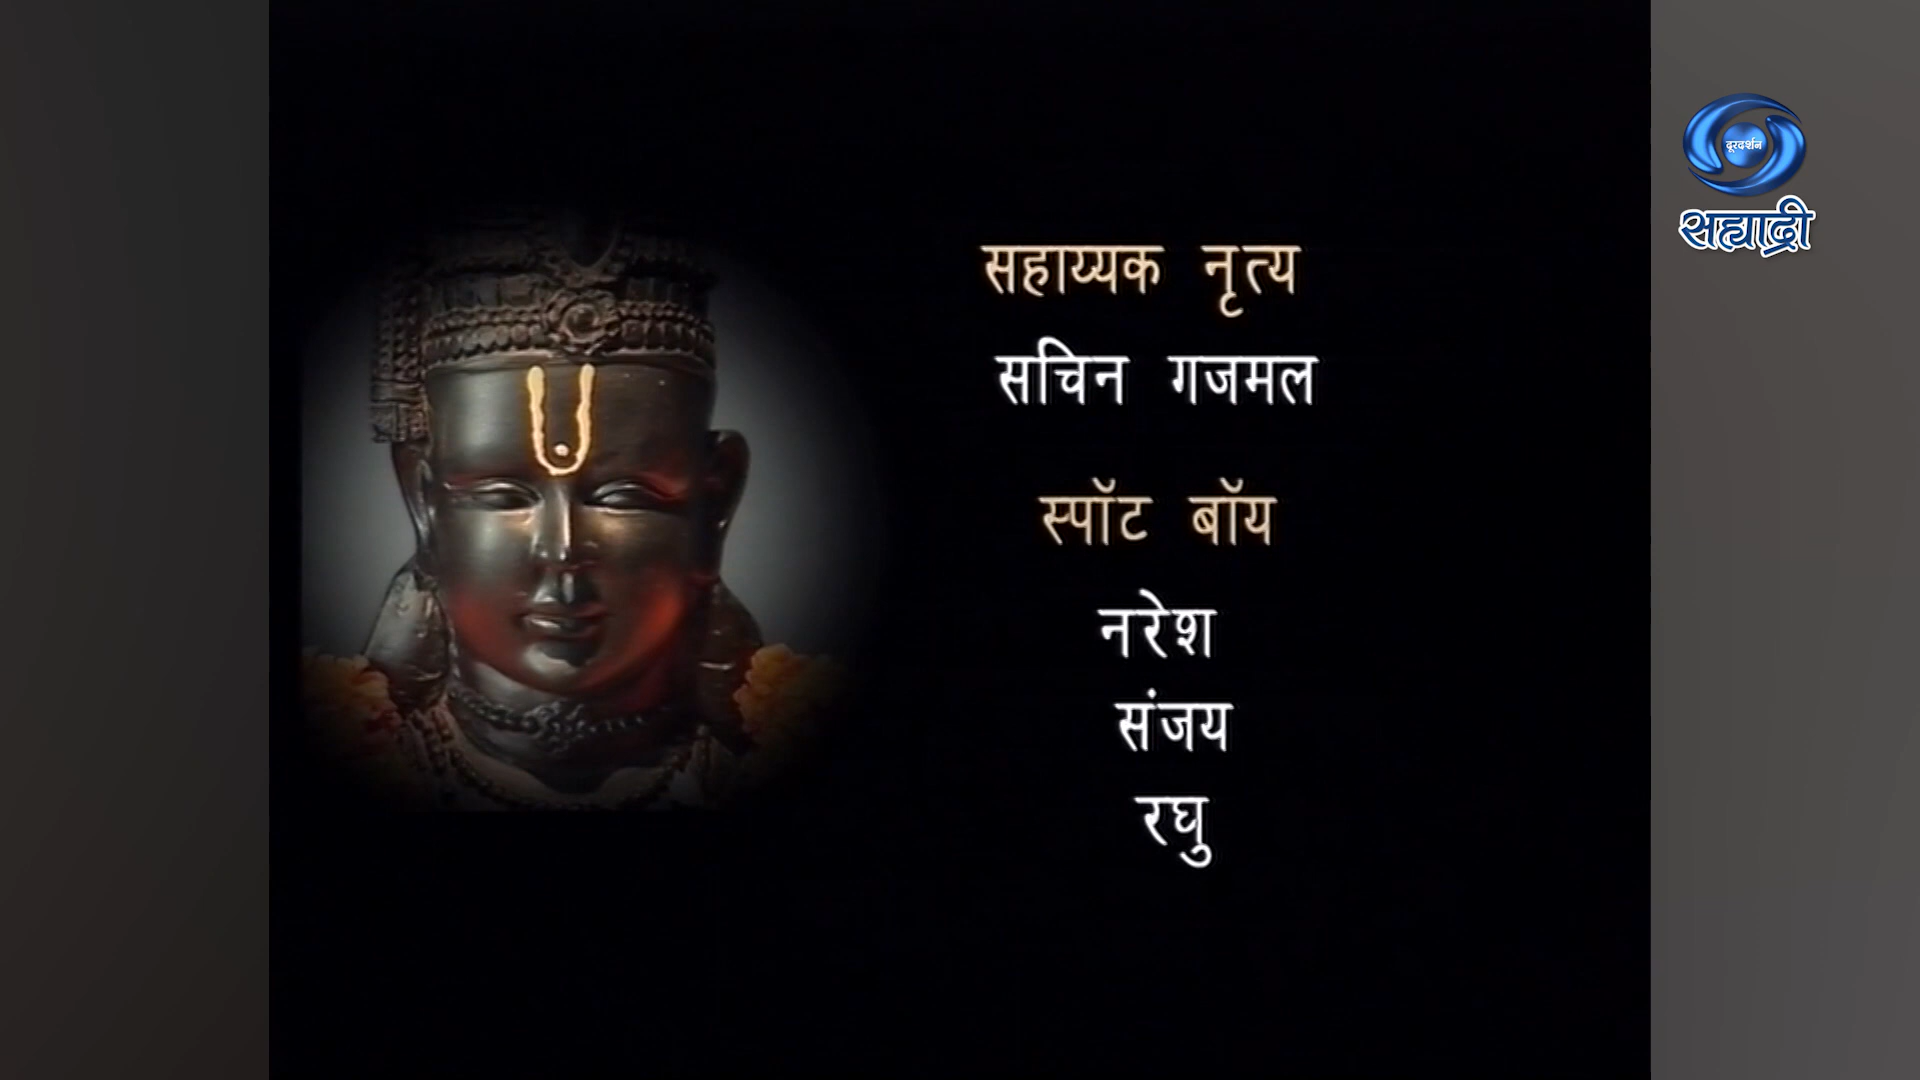 दूरदर्शन
सह्याद्री
सहाय्यक नृत्य
सचिन गजमल
स्पॉट बॉय
नरेश
संजय
रघु